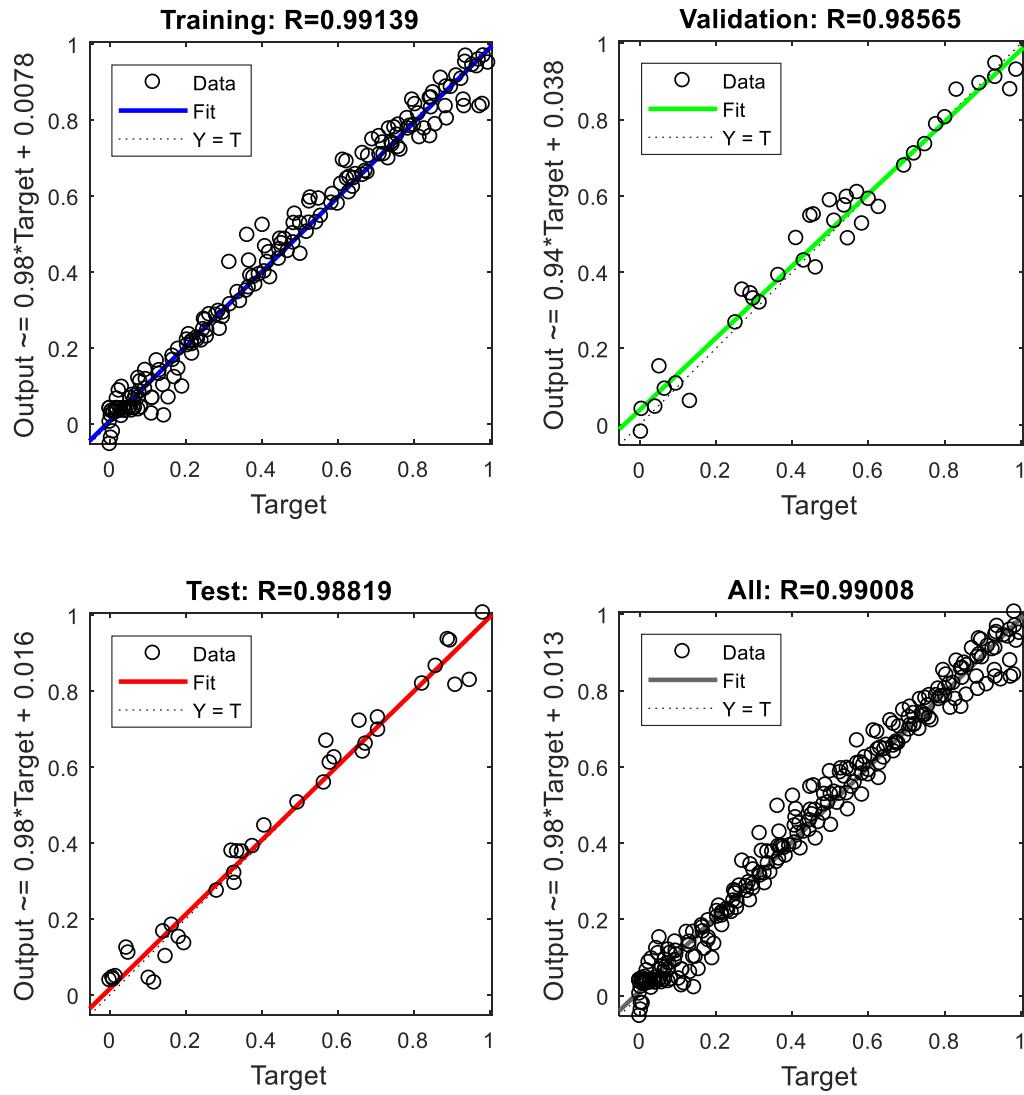 Training: R=0.99139
Output ~= 0.98*Target + 0.0078
1
0.8
0.6
0.4
0.2
0
Data
Fit
Y = T
0 0.2 0.4 0.6 0.8 1
Target
Validation: R=0.98565
Output ~= 0.94*Target + 0.038
1
0.8
0.6
0.4
0.2
0
Data
Fit
Y = T
0 0.2 0.4 0.6 0.8 1
Target
Test: R=0.98819
Output ~= 0.98*Target + 0.016
1
0.8
0.6
0.4
0.2
0
Data
Fit
Y = T
0 0.2 0.4 0.6 0.8 1
Target
All: R=0.99008
Output ~= 0.98*Target + 0.013
1
0.8
0.6
0.4
0.2
0
Data
Fit
Y = T
0 0.2 0.4 0.6 0.8 1
Target